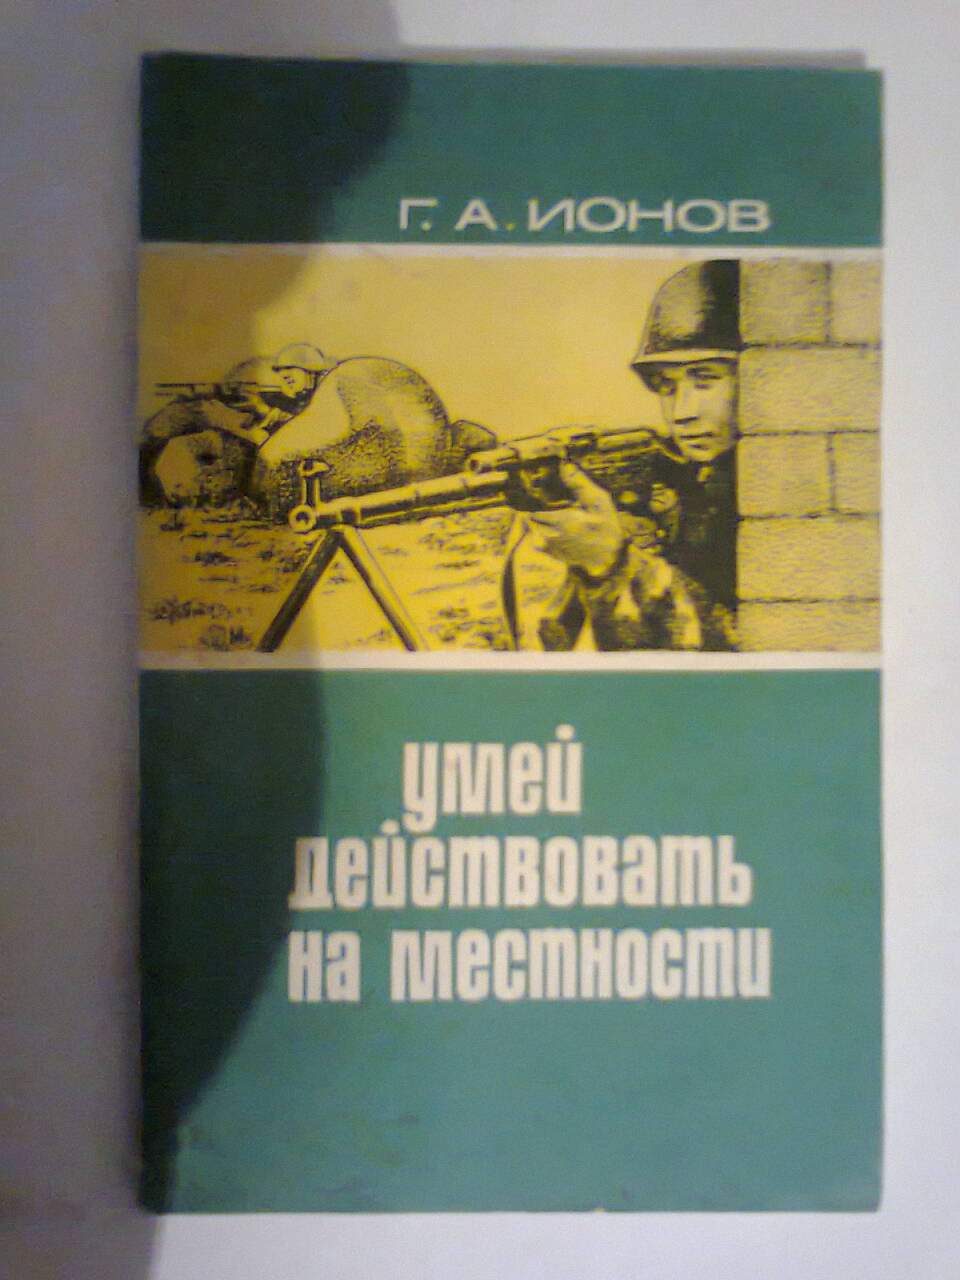 Г. А. ИОНОВ
умей
действовать
на местности